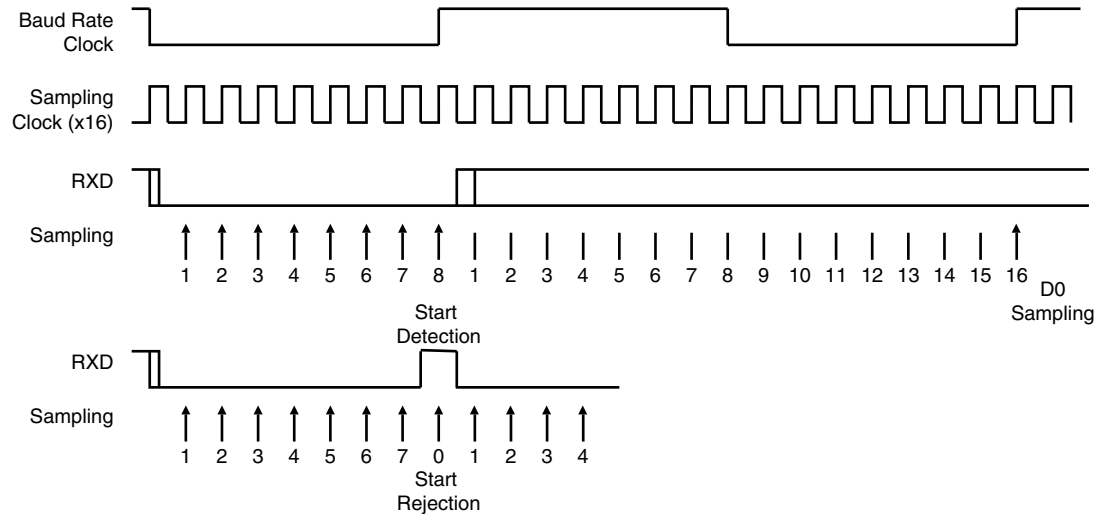 Baud Rate
Clock
Sampling
Clock (x16)
RXD
Sampling
1 2 3 4 5 6 7 8 1 2 3 4 5 6 7 8 9 10 11 12 13 14 15 16
D0
Sampling
Start
Detection
RXD
Sampling
1 2 3 4 5 6 7 0 1 2 3 4
Start
Rejection